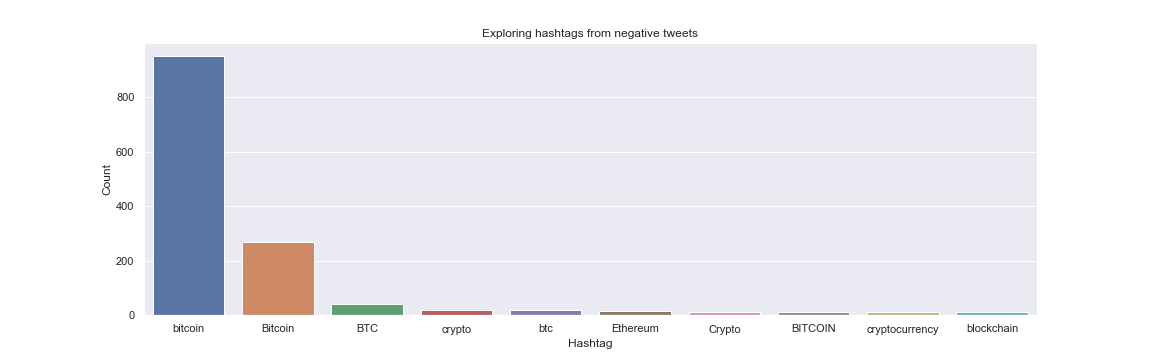 Exploring hashtags from negative tweets
800
600
400
200
0
Count
bitcoin Bitcoin BTC crypto btc Ethereum Crypto BITCOIN cryptocurrency blockchain
Hashtag